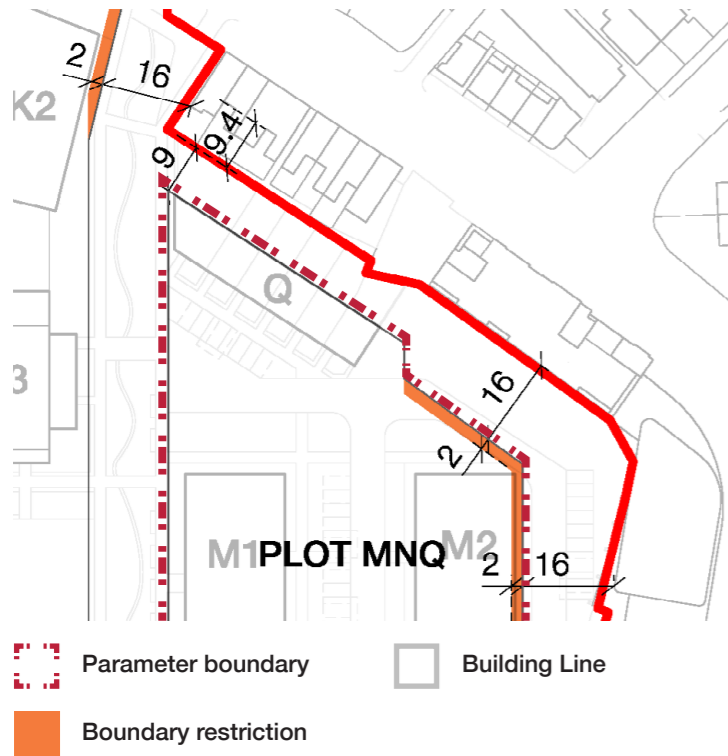 2
16
K2
9.4
9
Q
3
16
2
M1
PLOT MNQ
M2
2
16
Parameter boundary
Building Line
Boundary restriction